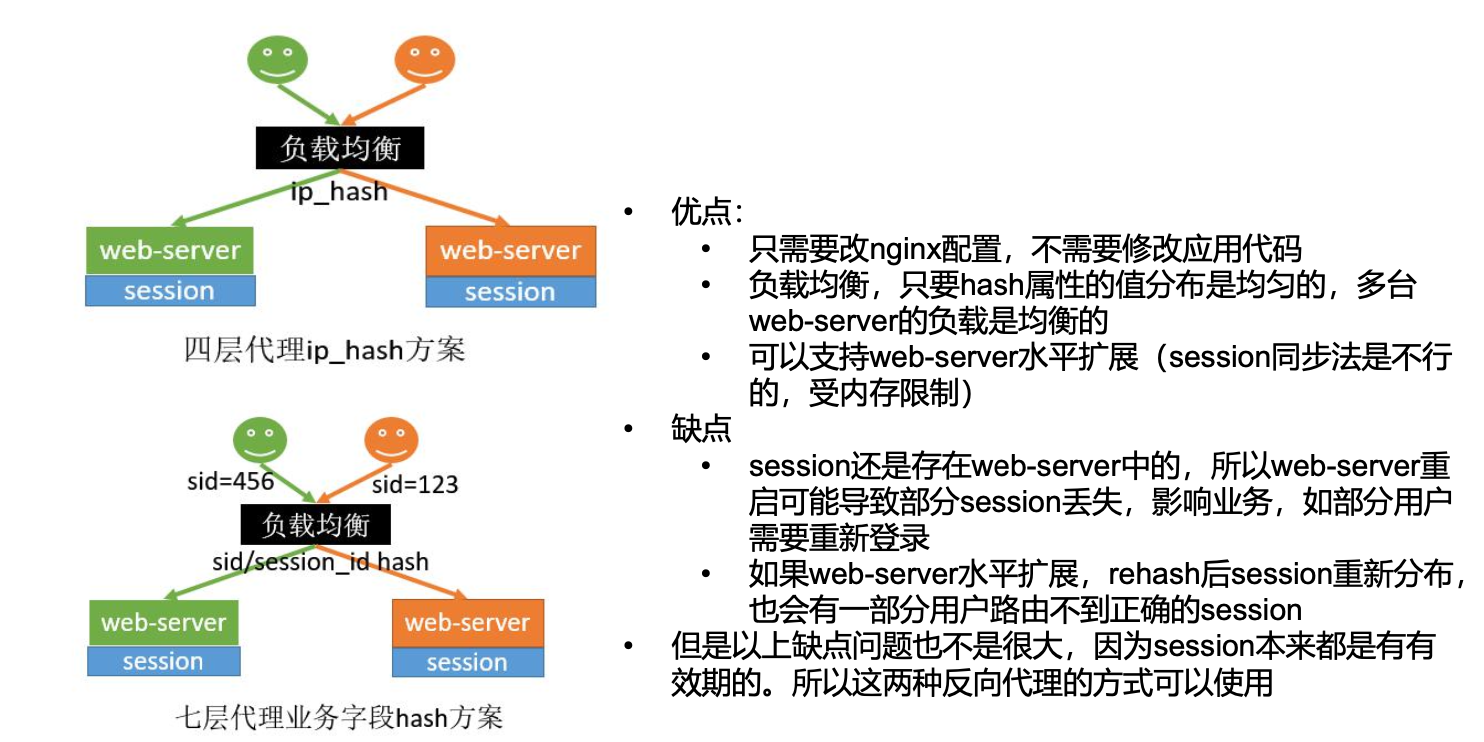 负载均衡
ip_hash
web-server
web-server
session
session
四层代理ip_hash方案
sid=456
sid=123
负载均衡
sid/session_id hash
web-server
web-server
session
session
七层代理业务字段hash方案
• 优点：
• 只需要改nginx配置，不需要修改应用代码
• 负载均衡，只要hash属性的值分布是均匀的，多台
web-server的负载是均衡的
• 可以支持web-server水平扩展（session同步法是不行
的，受内存限制）
• 缺点
• session还是存在web-server中的，所以web-server重
启可能导致部分session丢失，影响业务，如部分用户
需要重新登录
• 如果web-server水平扩展，rehash后session重新分布，
也会有一部分用户路由不到正确的session
• 但是以上缺点问题也不是很大，因为session本来都是有有
效期的。所以这两种反向代理的方式可以使用